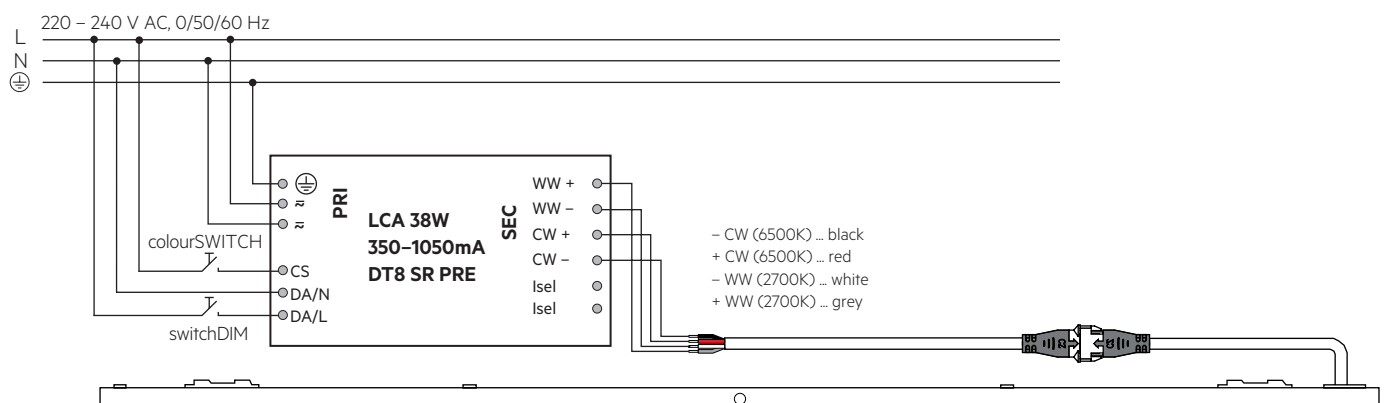 220 – 240 V AC, 0/50/60 Hz
L
N
PRI
≂
≂
colourSWITCH
CS
DA/N
DA/L
switchDIM
LCA 38W
350–1050mA
DT8 SR PRE
SEC
WW +
WW –
CW +
CW –
Isel
Isel
– CW (6500K) ... black
+ CW (6500K) ... red
– WW (2700K) ... white
+ WW (2700K) ... grey